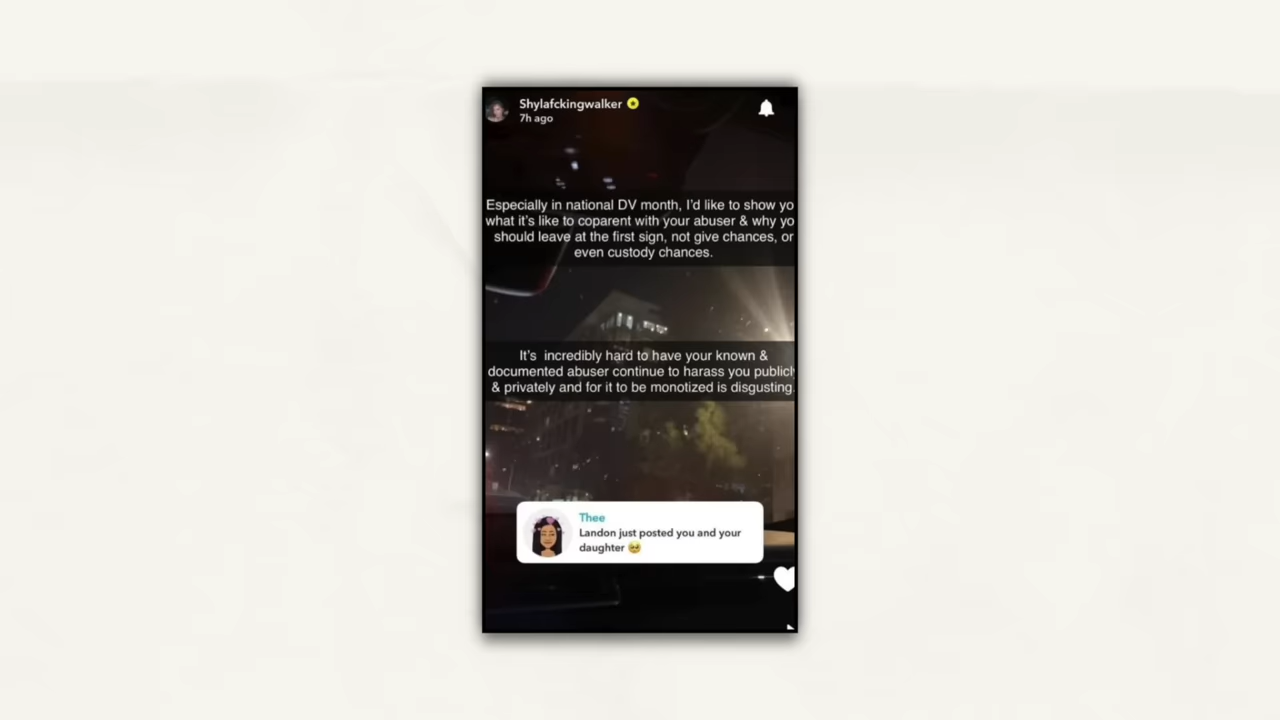 Shylafckingwalker
7h ago
Especially in national DV month, I'd like to show yo
what it's like to coparent with your abuser & why yo
should leave at the first sign, not give chances, or
even custody chances.
It's incredibly hard to have your known &
documented abuser continue to harass you publicly
& privately and for it to be monotized is disgusting.
Thee
Landon just posted you and your
daughter 🥹